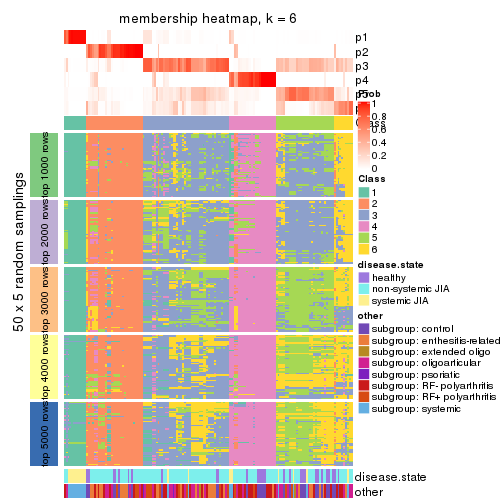 membership heatmap, k = 6
p1
p2
p3
p4
Prob
1
0.8
0.6
0.4
0.2
0
Class
1
2
3
4
5
6
disease.state
healthy
non-systemic JIA
systemic JIA
other
subgroup: control
subgroup: enthesitis-related
subgroup: extended oligo
subgroup: oligoarticular
subgroup: psoriatic
subgroup: RF- polyarthritis
subgroup: RF+ polyarthritis
subgroup: systemic
50 x 5 random samplings
top 1000 rows
top 2000 rows
top 3000 rows
top 4000 rows
top 5000 rows
disease.state
other